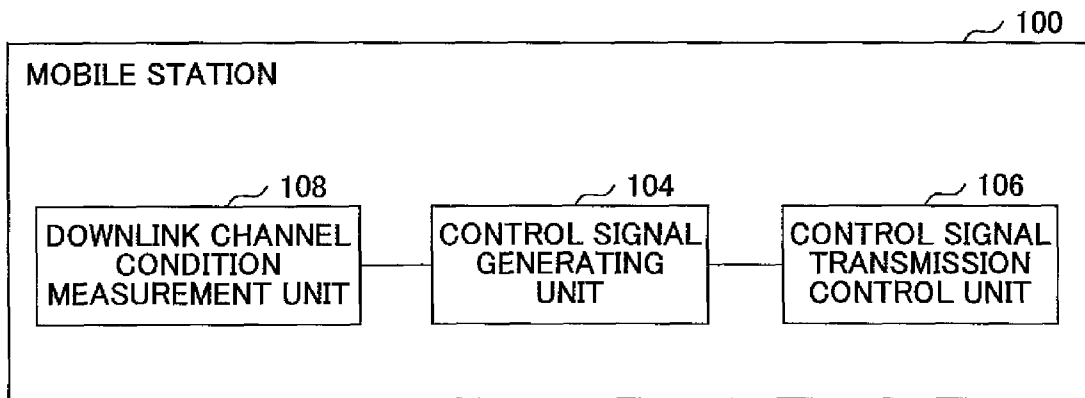 100
MOBILE STATION
108
104
106
DOWNLINK CHANNEL
CONDITION
MEASUREMENT UNIT
CONTROL SIGNAL
GENERATING
UNIT
CONTROL SIGNAL
TRANSMISSION
CONTROL UNIT